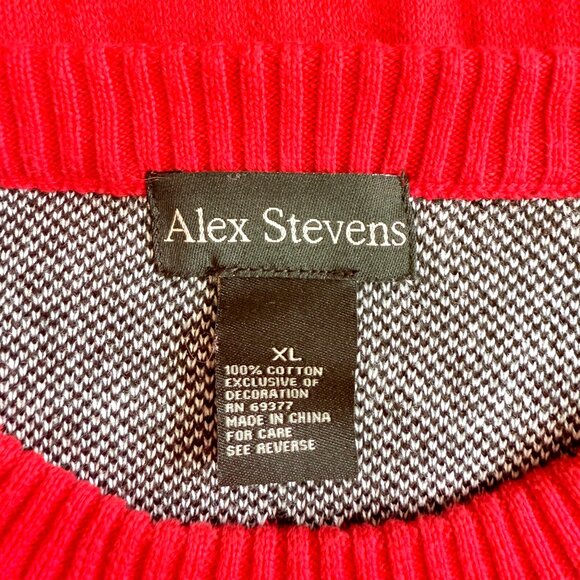 Alex Stevens
XL
100% COTTON
EXCLUSIVE OF
DECORATION
RN 69377
MADE IN CHINA
FOR CARE
SEE REVERSE